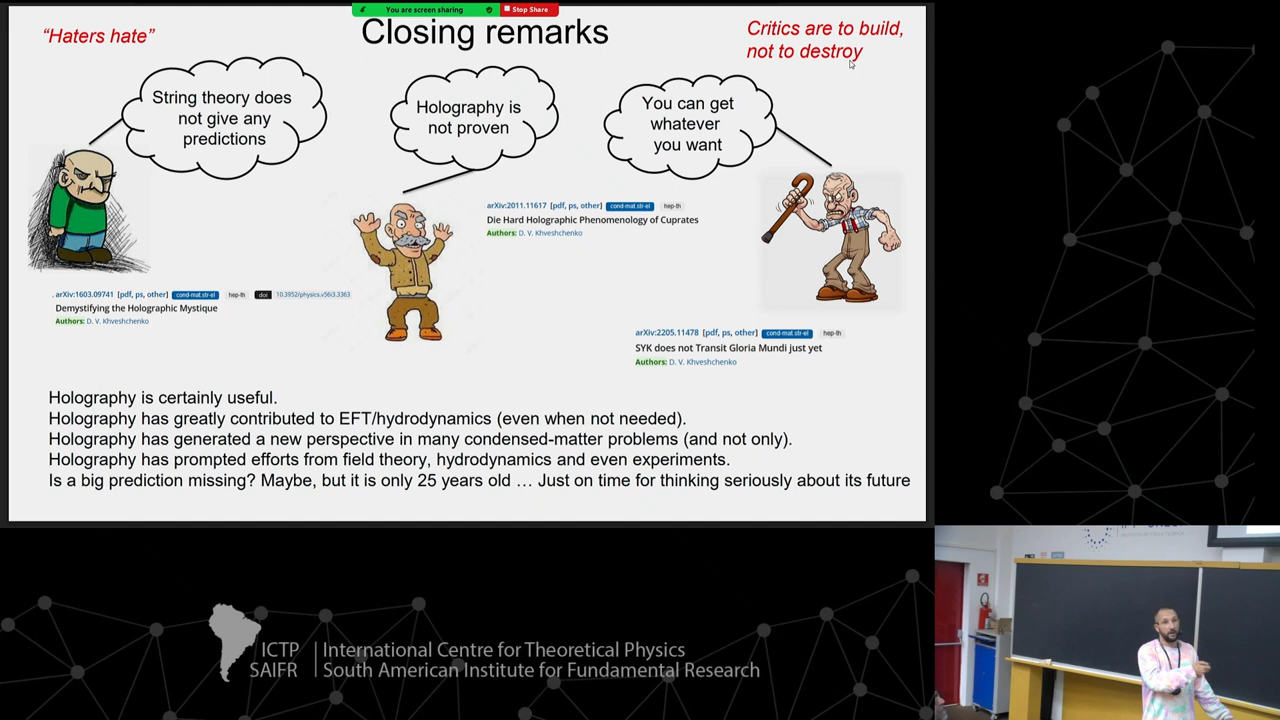 You are screen sharing
Stop Share
"Haters hate"
Closing remarks
Critics are to build,
not to destroy
String theory does
not give any
predictions
Holography is
not proven
You can get
whatever
you want
arXiv:2011.11617 [pdf, ps, other] cond-mat.str-el hep-th
Die Hard Holographic Phenomenology of Cuprates
Authors: D. V. Khveshchenko
. arXiv:1603.09741 [pdf, ps, other] cond-mat.str-el hep-th doi 10.3952/physics.v56i3.3363
Demystifying the Holographic Mystique
Authors: D. V. Khveshchenko
arXiv:2205.11478 [pdf, ps, other] cond-mat.str-el hep-th
SYK does not Transit Gloria Mundi just yet
Authors: D. V. Khveshchenko
Holography is certainly useful.
Holography has greatly contributed to EFT/hydrodynamics (even when not needed).
Holography has generated a new perspective in many condensed-matter problems (and not only).
Holography has prompted efforts from field theory, hydrodynamics and even experiments.
Is a big prediction missing? Maybe, but it is only 25 years old … Just on time for thinking seriously about its future
ICTP
SAIFR
International Centre for Theoretical Physics
South American Institute for Fundamental Research